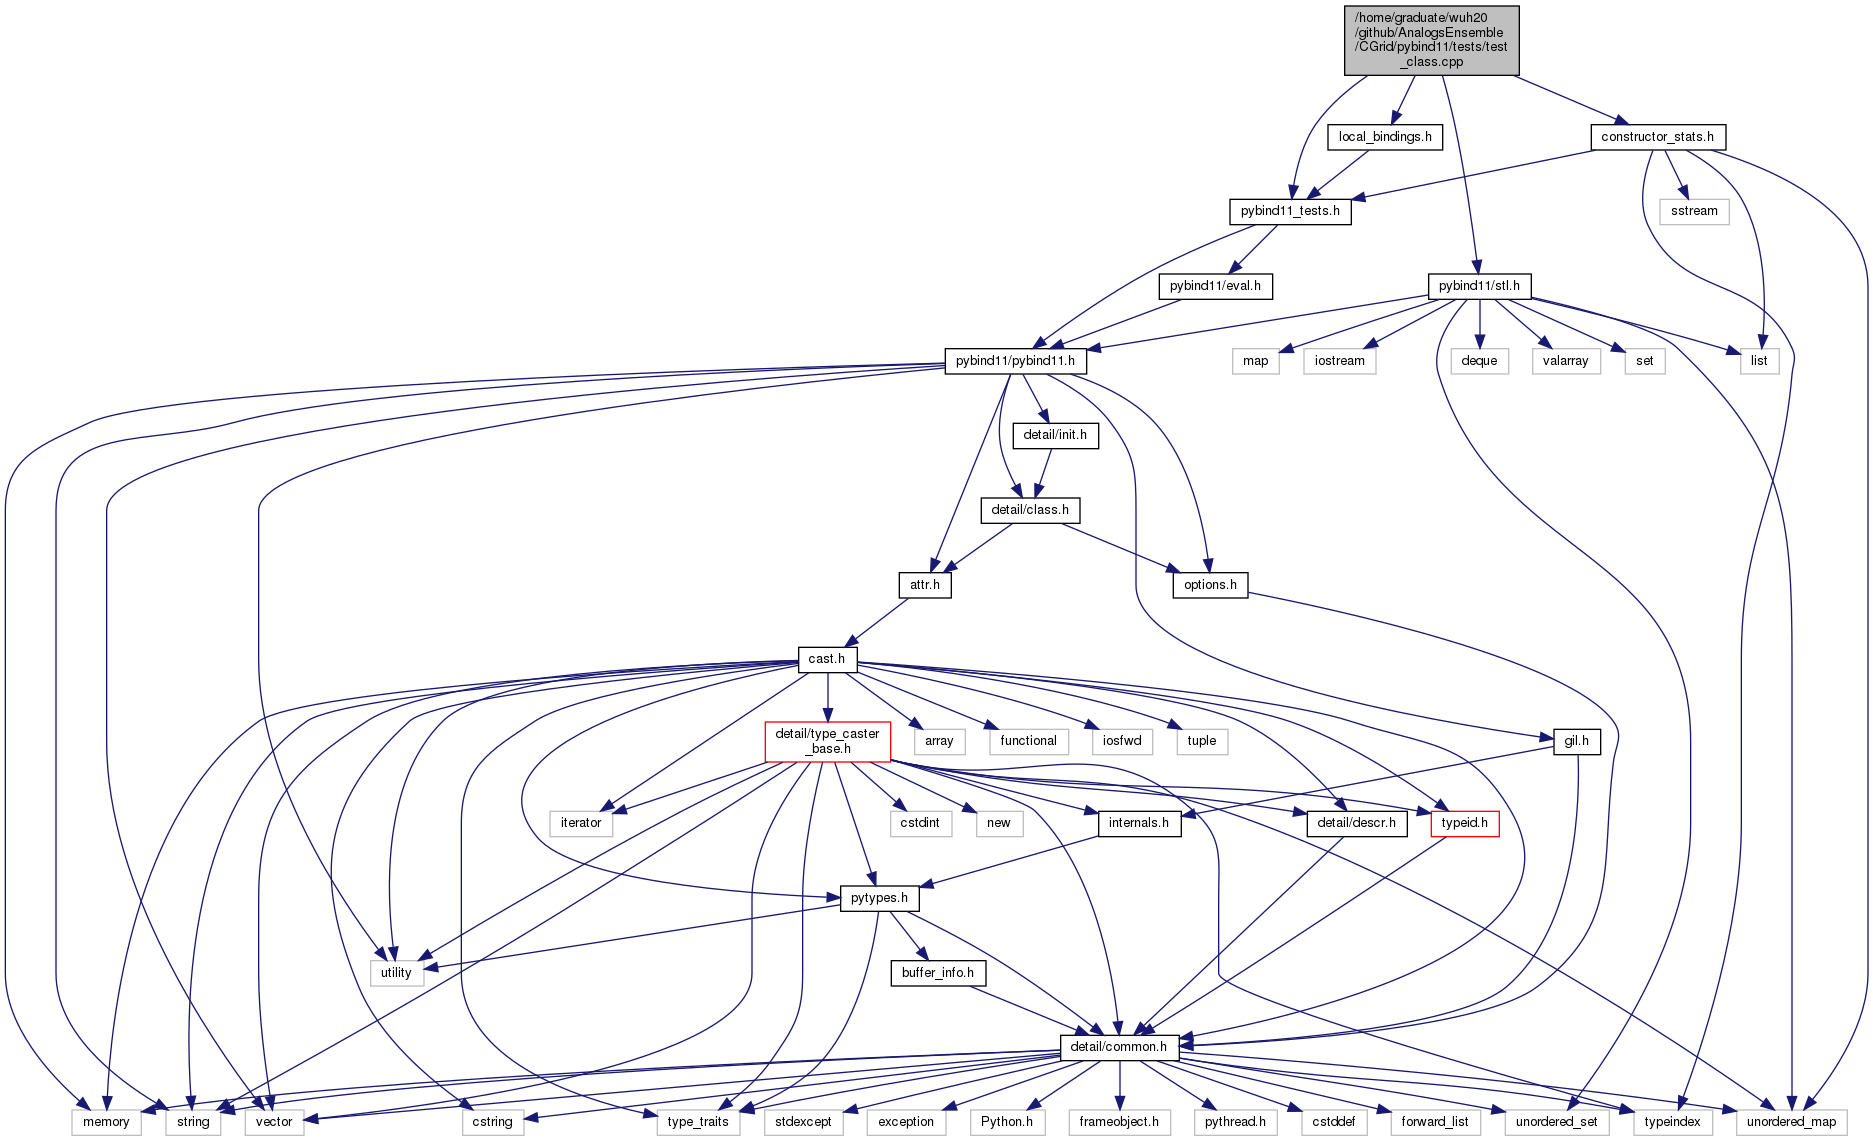 /home/graduate/wuh20
/github/AnalogsEnsemble
/CGrid/pybind11/tests/test
_class.cpp
local_bindings.h
constructor_stats.h
pybind11_tests.h
sstream
pybind11/eval.h
pybind11/stl.h
pybind11/pybind11.h
map
iostream
deque
valarray
set
list
detail/init.h
detail/class.h
attr.h
options.h
cast.h
detail/type_caster
_base.h
array
functional
iosfwd
tuple
gil.h
iterator
cstdint
new
internals.h
detail/descr.h
typeid.h
pytypes.h
utility
buffer_info.h
detail/common.h
memory
string
vector
cstring
type_traits
stdexcept
exception
Python.h
frameobject.h
pythread.h
cstddef
forward_list
unordered_set
typeindex
unordered_map